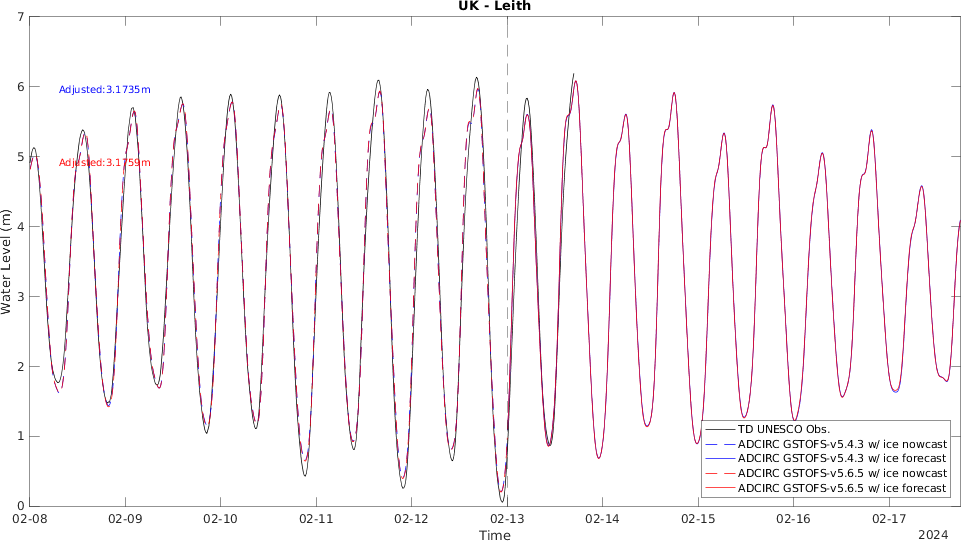 UK - Leith
7
6
5
4
3
2
1
0
Water Level (m)
Adjusted:3.1735m
Adjusted:3.1759m
TD UNESCO Obs.
ADCIRC GSTOFS-v5.4.3 w/ ice nowcast
ADCIRC GSTOFS-v5.4.3 w/ ice forecast
ADCIRC GSTOFS-v5.6.5 w/ ice nowcast
ADCIRC GSTOFS-v5.6.5 w/ ice forecast
02-08 02-09 02-10 02-11 02-12 02-13 02-14 02-15 02-16 02-17
Time
2024